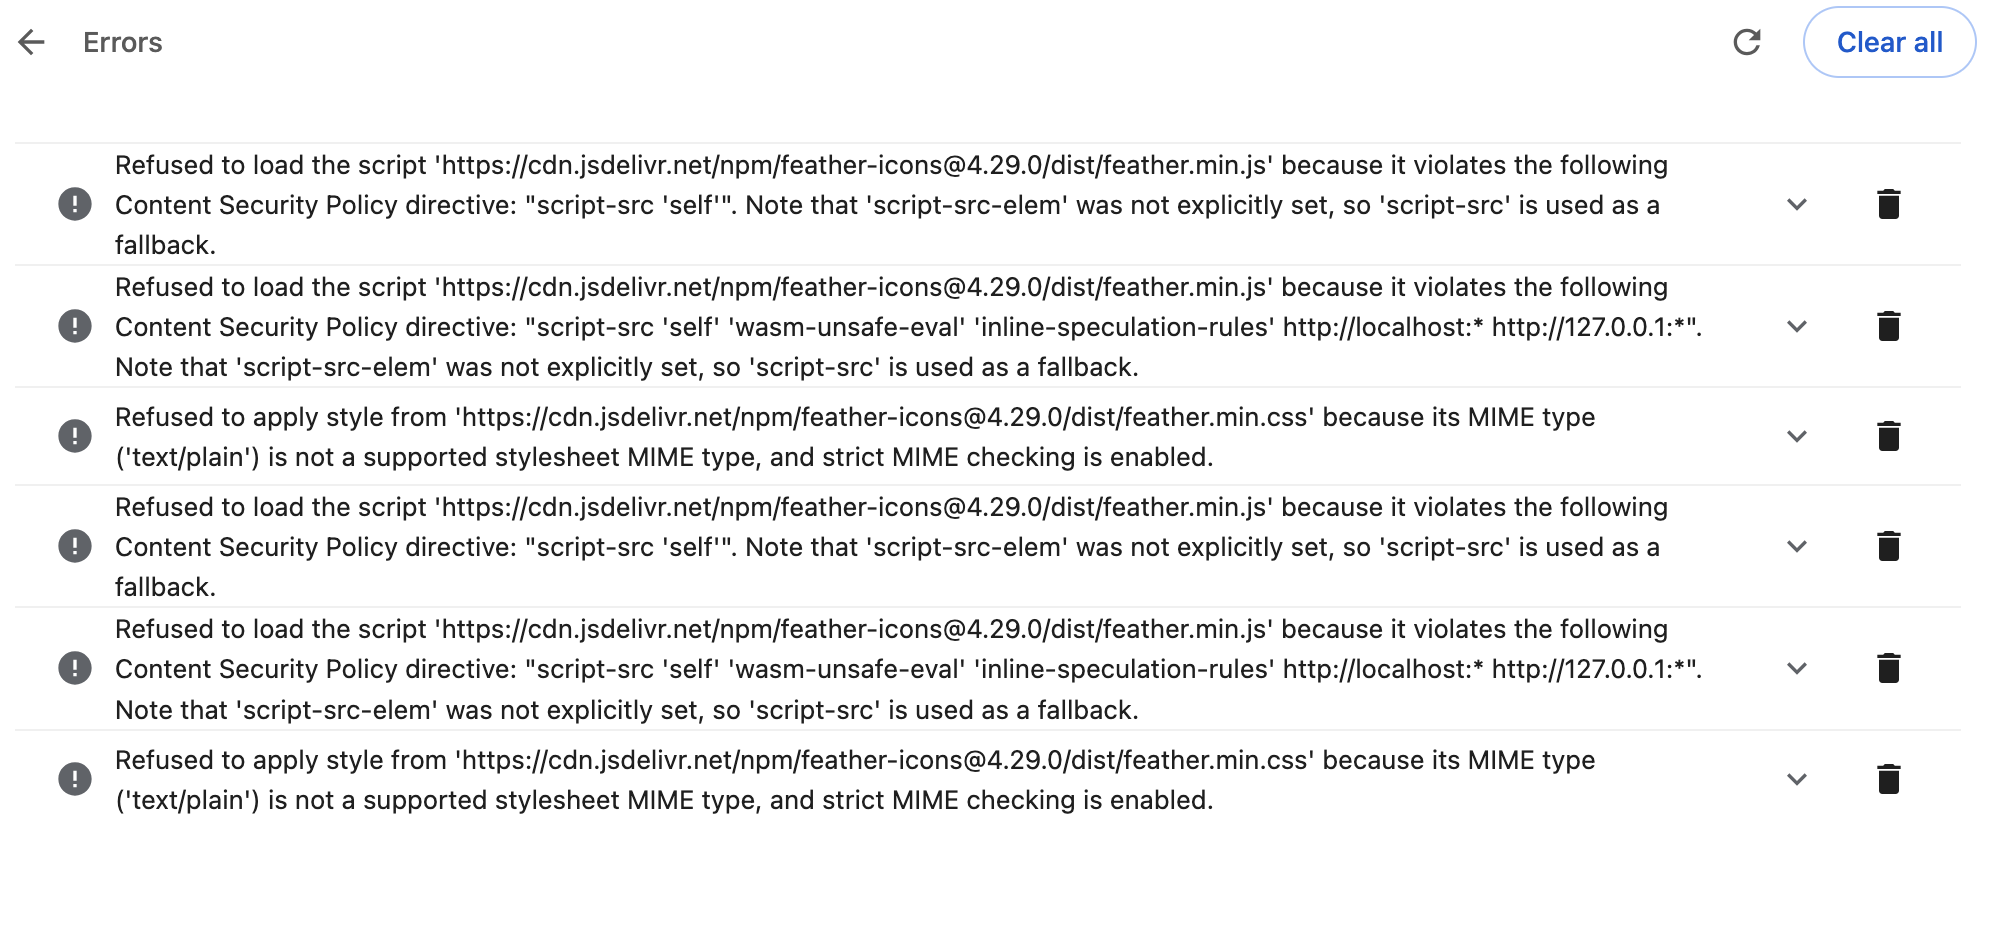 Errors
Clear all
Refused to load the script 'https://cdn.jsdelivr.net/npm/feather-icons@4.29.0/dist/feather.min.js' because it violates the following
Content Security Policy directive: "script-src 'self'". Note that 'script-src-elem' was not explicitly set, so 'script-src' is used as a
fallback.
Refused to load the script 'https://cdn.jsdelivr.net/npm/feather-icons@4.29.0/dist/feather.min.js' because it violates the following
Content Security Policy directive: "script-src 'self' 'wasm-unsafe-eval' 'inline-speculation-rules' http://localhost:* http://127.0.0.1:*".
Note that 'script-src-elem' was not explicitly set, so 'script-src' is used as a fallback.
Refused to apply style from 'https://cdn.jsdelivr.net/npm/feather-icons@4.29.0/dist/feather.min.css' because its MIME type
('text/plain') is not a supported stylesheet MIME type, and strict MIME checking is enabled.
Refused to load the script 'https://cdn.jsdelivr.net/npm/feather-icons@4.29.0/dist/feather.min.js' because it violates the following
Content Security Policy directive: "script-src 'self'". Note that 'script-src-elem' was not explicitly set, so 'script-src' is used as a
fallback.
Refused to load the script 'https://cdn.jsdelivr.net/npm/feather-icons@4.29.0/dist/feather.min.js' because it violates the following
Content Security Policy directive: "script-src 'self' 'wasm-unsafe-eval' 'inline-speculation-rules' http://localhost:* http://127.0.0.1:*".
Note that 'script-src-elem' was not explicitly set, so 'script-src' is used as a fallback.
Refused to apply style from 'https://cdn.jsdelivr.net/npm/feather-icons@4.29.0/dist/feather.min.css' because its MIME type
('text/plain') is not a supported stylesheet MIME type, and strict MIME checking is enabled.